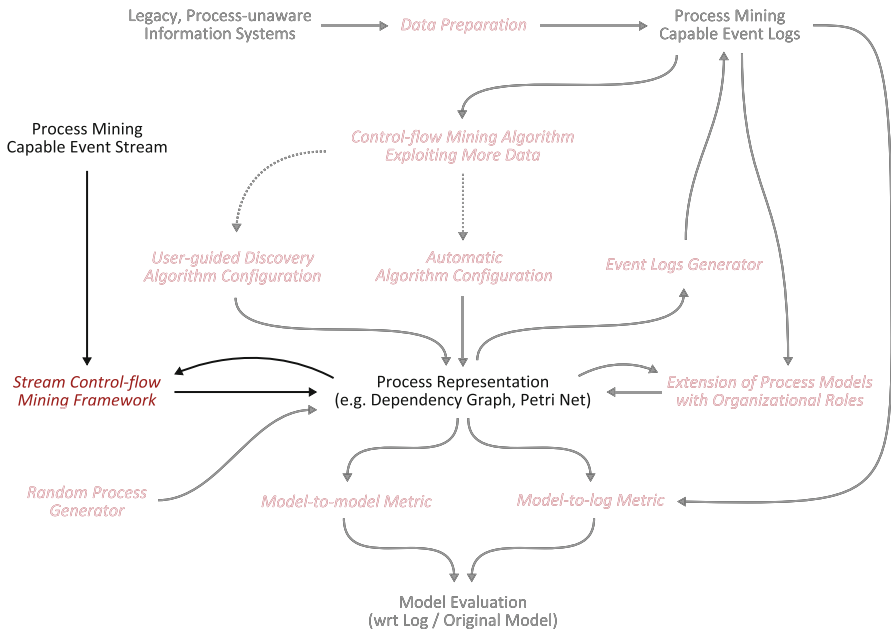 Legacy, Process-unaware
Information Systems
Data Preparation
Process Mining
Capable Event Logs
Process Mining
Capable Event Stream
Control-flow Mining Algorithm
Exploiting More Data
User-guided Discovery
Algorithm Configuration
Automatic
Algorithm Configuration
Event Logs Generator
Stream Control-flow
Mining Framework
Process Representation
(e.g. Dependency Graph, Petri Net)
Extension of Process Models
with Organizational Roles
Random Process
Generator
Model-to-model Metric
Model-to-log Metric
Model Evaluation
(wrt Log / Original Model)